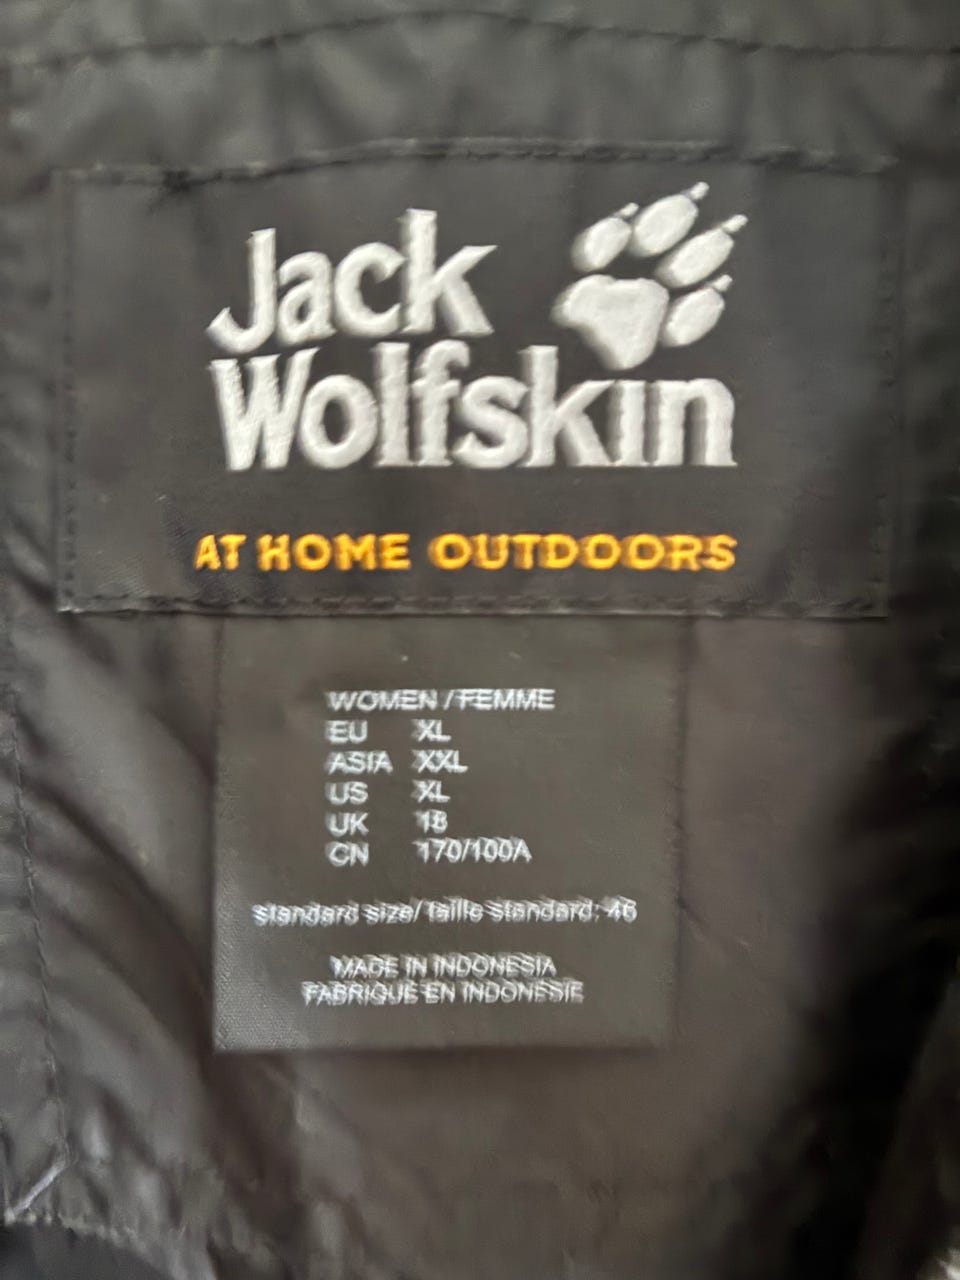 Jack
Wolfskin
AT HOME OUTDOORS
WOMEN / FEMME
EU XL
ASIA XXL
US XL
UK 18
CN 170/100A
standard size/ taille standard: 46
MADE IN INDONESIA
FABRIQUE EN INDONESIE